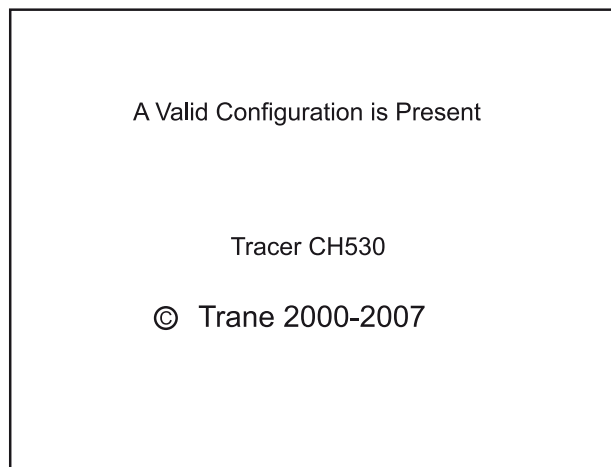 A Valid Configuration is Present
Tracer CH530
© Trane 2000-2007